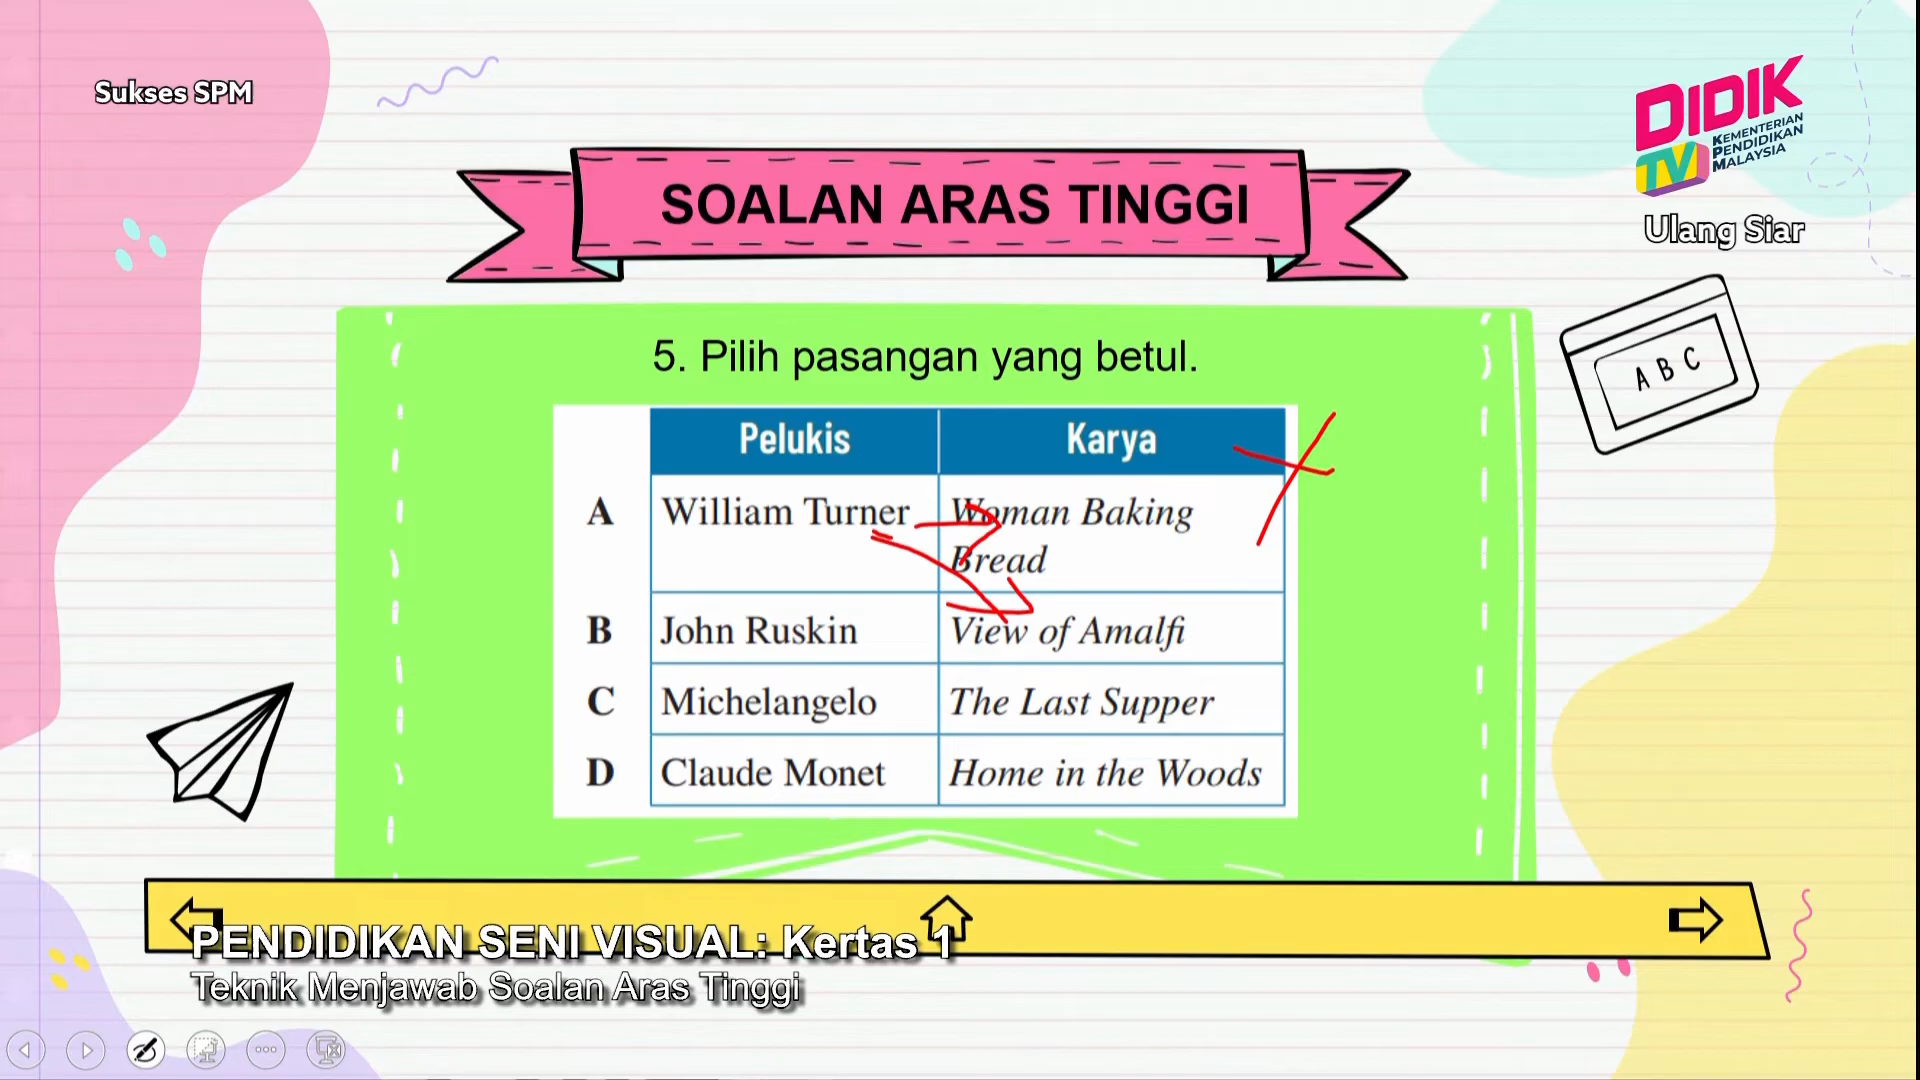 Sukses SPM
DIDIK
TV
KEMENTERIAN
PENDIDIKAN
MALAYSIA
Ulang Siar
SOALAN ARAS TINGGI
A B C
5. Pilih pasangan yang betul.
Pelukis Karya
A William Turner Woman Baking
Bread
B John Ruskin View of Amalfi
C Michelangelo The Last Supper
D Claude Monet Home in the Woods
PENDIDIKAN SENI VISUAL: Kertas 1
Teknik Menjawab Soalan Aras Tinggi